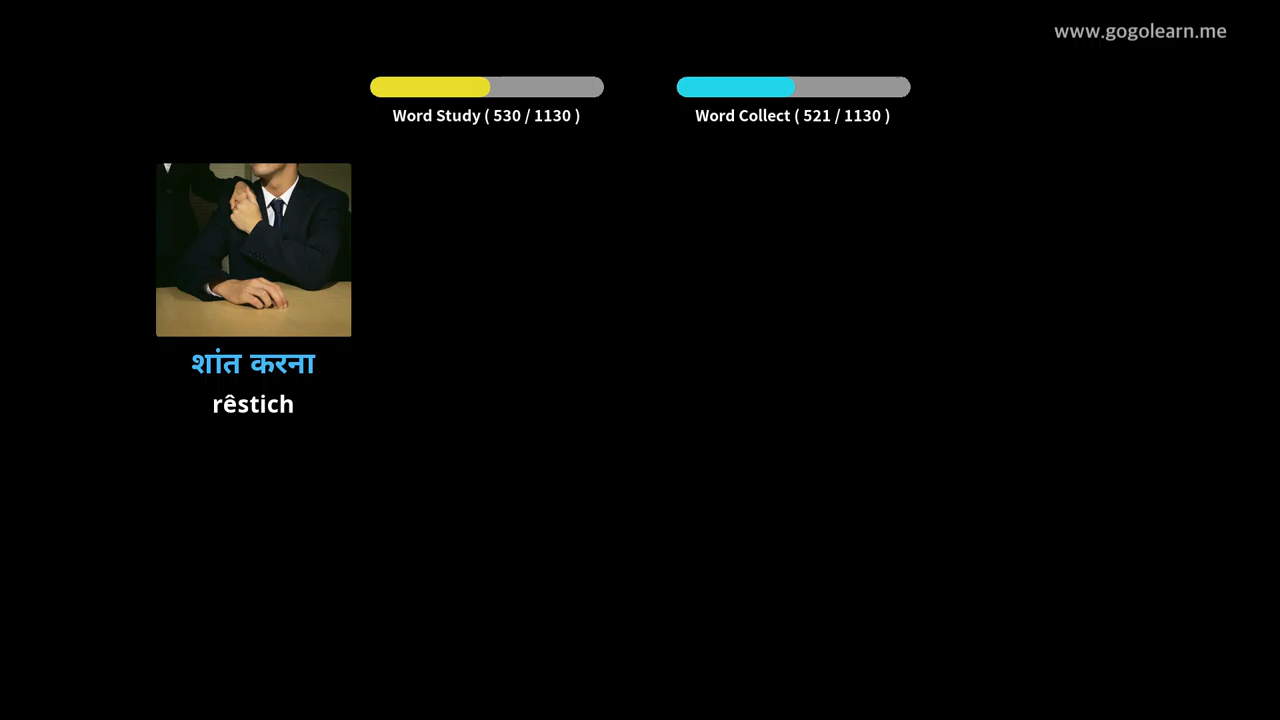 www.gogolearn.me
Word Study ( 530 / 1130 )
Word Collect ( 521 / 1130 )
शांत करना
rêstich